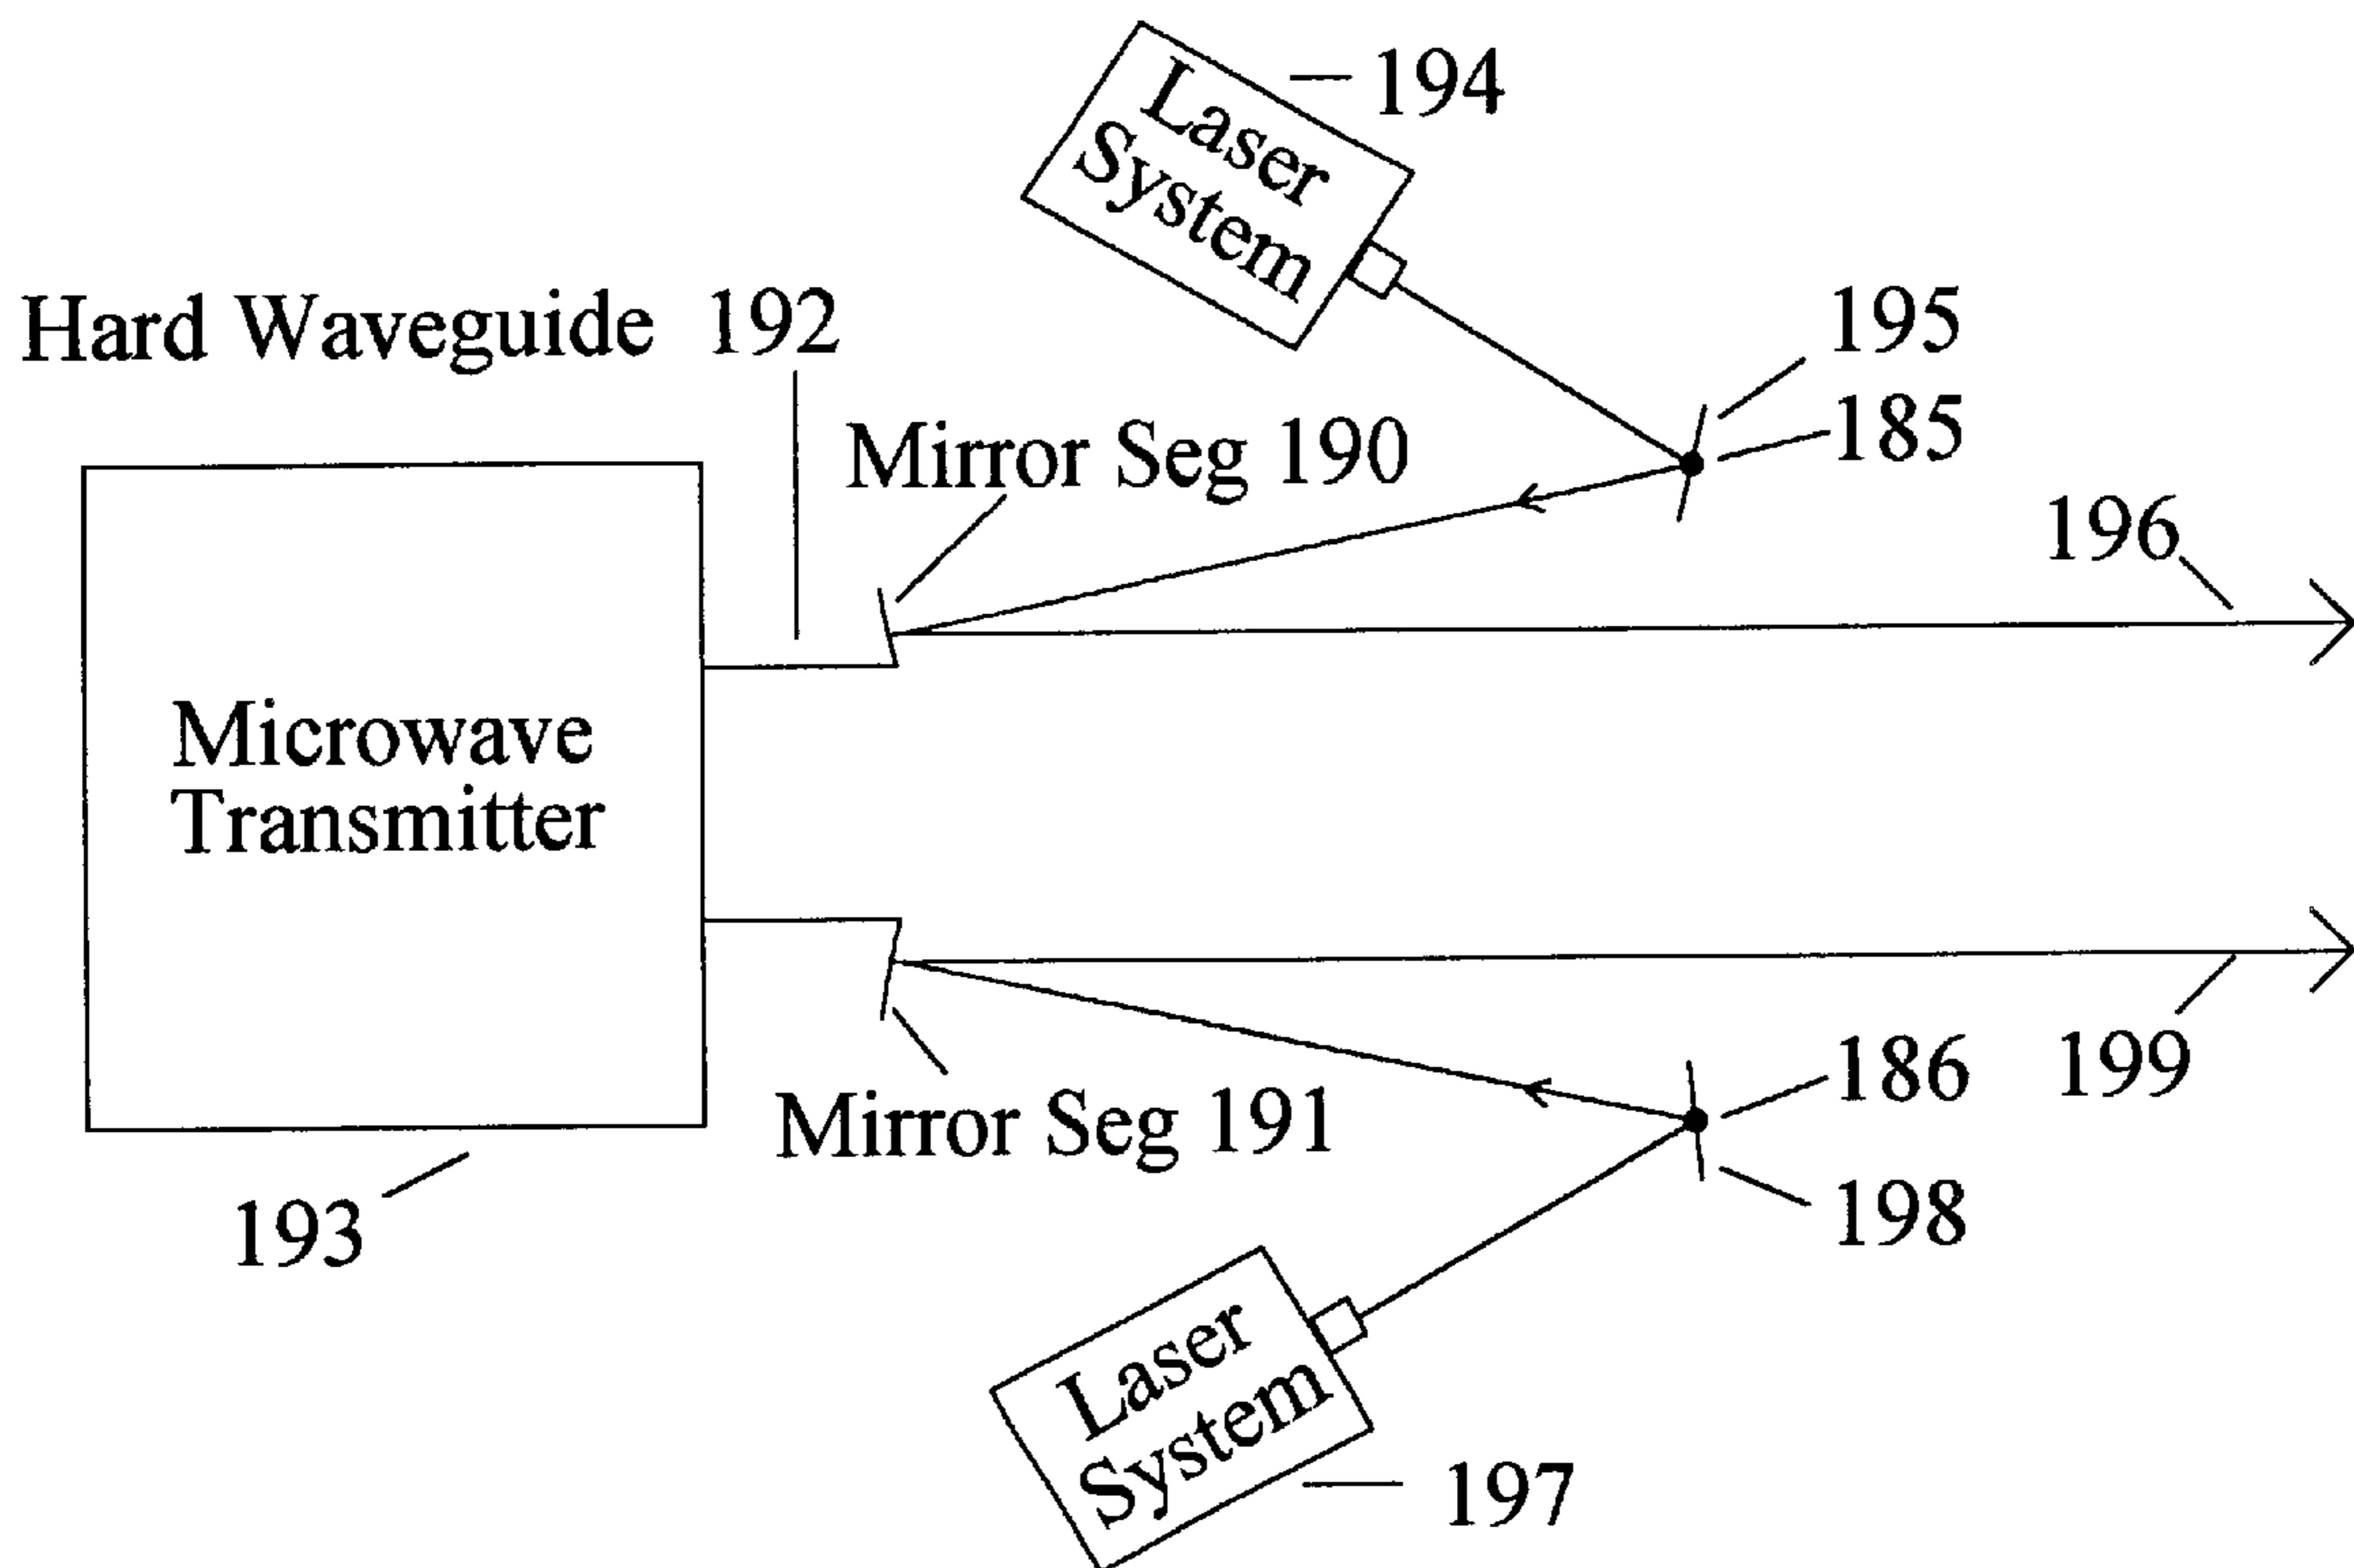 194
Laser
System
Hard Waveguide 192
195
Mirror Seg 190
185
196
Microwave
Transmitter
186
199
Mirror Seg 191
198
193
Laser
System
197